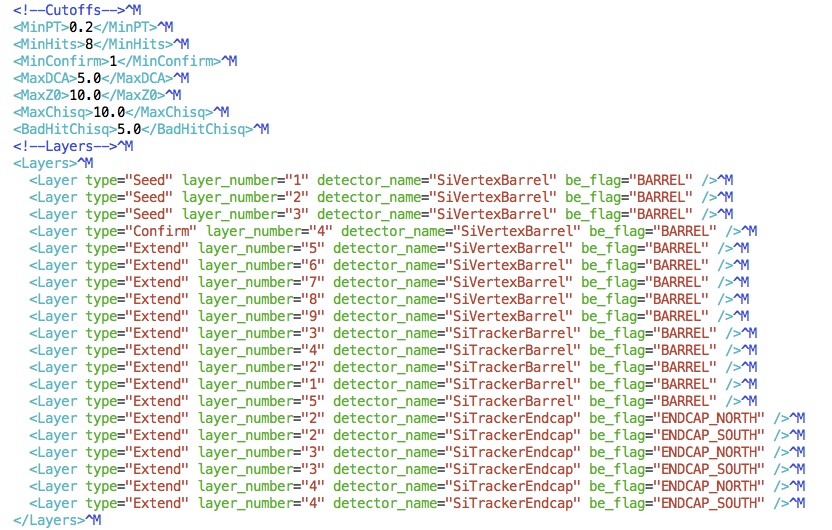 <!--Cutoffs-->^M
<MinPT>0.2</MinPT>^M
<MinHits>8</MinHits>^M
<MinConfirm>1</MinConfirm>^M
<MaxDCA>5.0</MaxDCA>^M
<MaxZ0>10.0</MaxZ0>^M
<MaxChisq>10.0</MaxChisq>^M
<BadHitChisq>5.0</BadHitChisq>^M
<!--Layers-->^M
<Layers>^M
  <Layer type="Seed" layer_number="1" detector_name="SiVertexBarrel" be_flag="BARREL" />^M
  <Layer type="Seed" layer_number="2" detector_name="SiVertexBarrel" be_flag="BARREL" />^M
  <Layer type="Seed" layer_number="3" detector_name="SiVertexBarrel" be_flag="BARREL" />^M
  <Layer type="Confirm" layer_number="4" detector_name="SiVertexBarrel" be_flag="BARREL" />^M
  <Layer type="Extend" layer_number="5" detector_name="SiVertexBarrel" be_flag="BARREL" />^M
  <Layer type="Extend" layer_number="6" detector_name="SiVertexBarrel" be_flag="BARREL" />^M
  <Layer type="Extend" layer_number="7" detector_name="SiVertexBarrel" be_flag="BARREL" />^M
  <Layer type="Extend" layer_number="8" detector_name="SiVertexBarrel" be_flag="BARREL" />^M
  <Layer type="Extend" layer_number="9" detector_name="SiVertexBarrel" be_flag="BARREL" />^M
  <Layer type="Extend" layer_number="3" detector_name="SiTrackerBarrel" be_flag="BARREL" />^M
  <Layer type="Extend" layer_number="4" detector_name="SiTrackerBarrel" be_flag="BARREL" />^M
  <Layer type="Extend" layer_number="2" detector_name="SiTrackerBarrel" be_flag="BARREL" />^M
  <Layer type="Extend" layer_number="1" detector_name="SiTrackerBarrel" be_flag="BARREL" />^M
  <Layer type="Extend" layer_number="5" detector_name="SiTrackerBarrel" be_flag="BARREL" />^M
  <Layer type="Extend" layer_number="2" detector_name="SiTrackerEndcap" be_flag="ENDCAP_NORTH" />^M
  <Layer type="Extend" layer_number="2" detector_name="SiTrackerEndcap" be_flag="ENDCAP_SOUTH" />^M
  <Layer type="Extend" layer_number="3" detector_name="SiTrackerEndcap" be_flag="ENDCAP_NORTH" />^M
  <Layer type="Extend" layer_number="3" detector_name="SiTrackerEndcap" be_flag="ENDCAP_SOUTH" />^M
  <Layer type="Extend" layer_number="4" detector_name="SiTrackerEndcap" be_flag="ENDCAP_NORTH" />^M
  <Layer type="Extend" layer_number="4" detector_name="SiTrackerEndcap" be_flag="ENDCAP_SOUTH" />^M
</Layers>^M